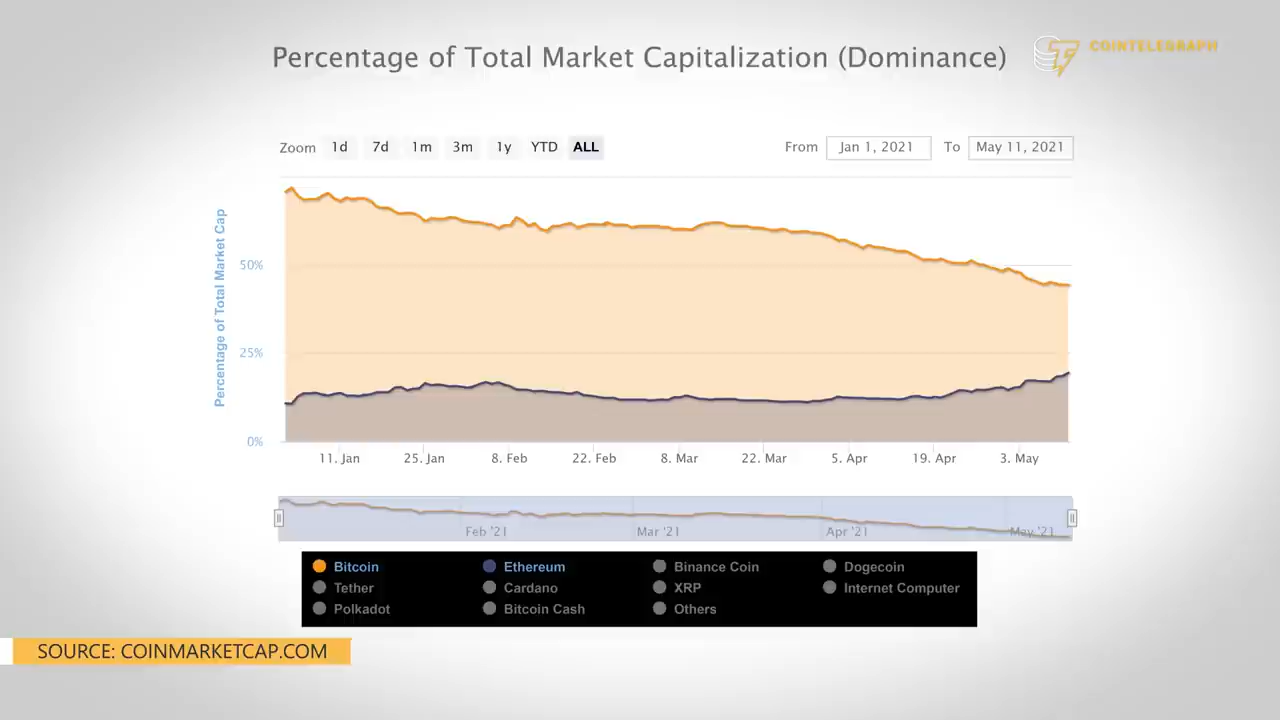 Percentage of Total Market Capitalization (Dominance)
COINTELEGRAPH
Zoom 1d 7d 1m 3m 1y YTD ALL
From Jan 1, 2021 To May 11, 2021
Percentage of Total Market Cap
50%
25%
0%
11. Jan 25. Jan 8. Feb 22. Feb 8. Mar 22. Mar 5. Apr 19. Apr 3. May
Feb '21 Mar '21 Apr '21 May '21
Bitcoin Ethereum Binance Coin Dogecoin
Tether Cardano XRP Internet Computer
Polkadot Bitcoin Cash Others
SOURCE: COINMARKETCAP.COM